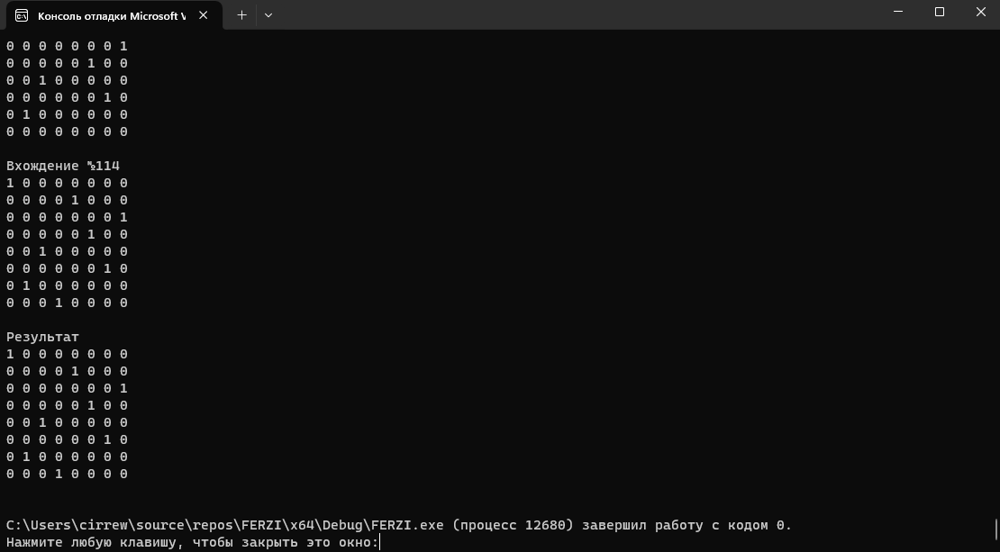 Консоль отладки Microsoft V
0 0 0 0 0 0 0 1
0 0 0 0 0 1 0 0
0 0 1 0 0 0 0 0
0 0 0 0 0 0 1 0
0 1 0 0 0 0 0 0
0 0 0 0 0 0 0 0
Вхождение №114
1 0 0 0 0 0 0 0
0 0 0 0 1 0 0 0
0 0 0 0 0 0 0 1
0 0 0 0 0 1 0 0
0 0 1 0 0 0 0 0
0 0 0 0 0 0 1 0
0 1 0 0 0 0 0 0
0 0 0 1 0 0 0 0
Результат
1 0 0 0 0 0 0 0
0 0 0 0 1 0 0 0
0 0 0 0 0 0 0 1
0 0 0 0 0 1 0 0
0 0 1 0 0 0 0 0
0 0 0 0 0 0 1 0
0 1 0 0 0 0 0 0
0 0 0 1 0 0 0 0
C:\Users\cirrew\source\repos\FERZI\x64\Debug\FERZI.exe (процесс 12680) завершил работу с кодом 0.
Нажмите любую клавишу, чтобы закрыть это окно: